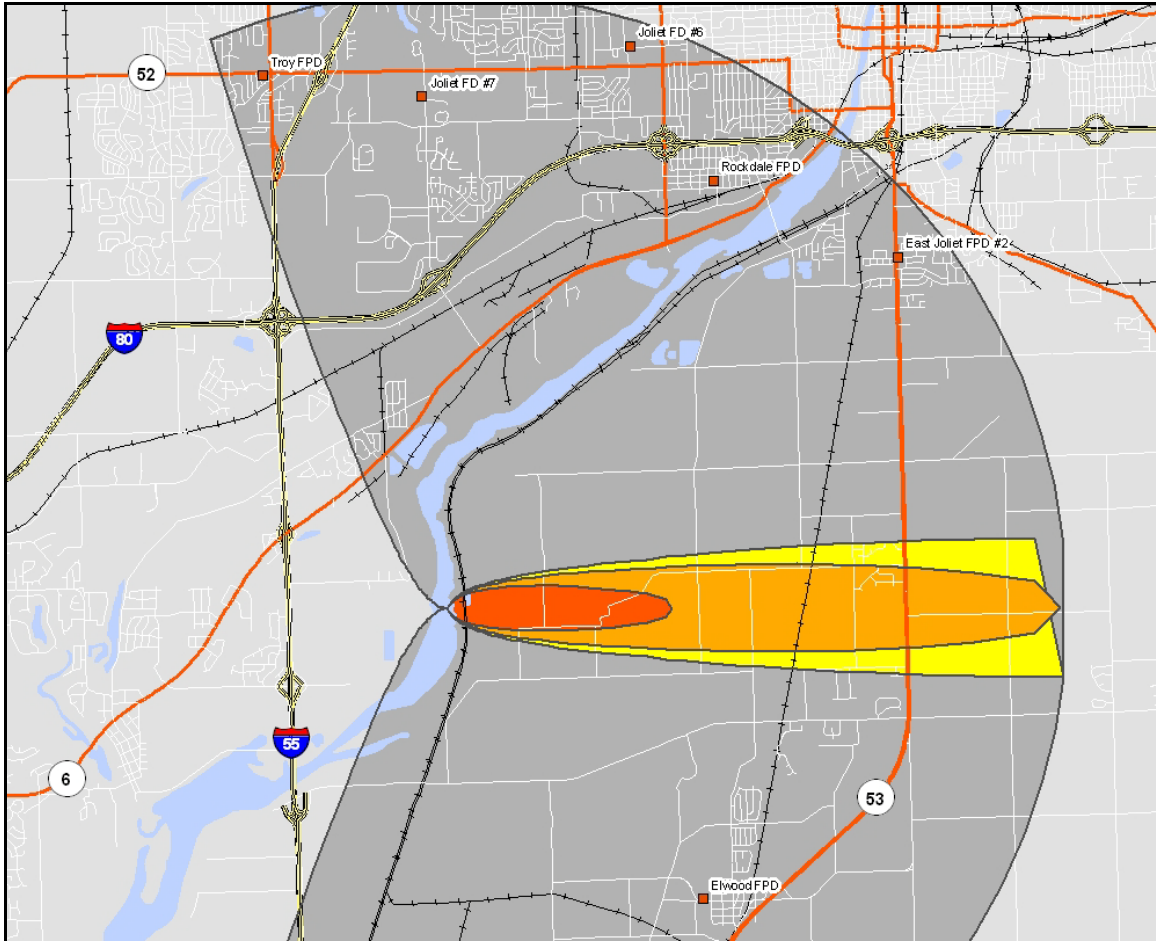 Joliet FD #6
Troy FPD
52
Joliet FD #7
Rockdale FPD
East Joliet FPD #2
80
55
6
53
Elwood FPD